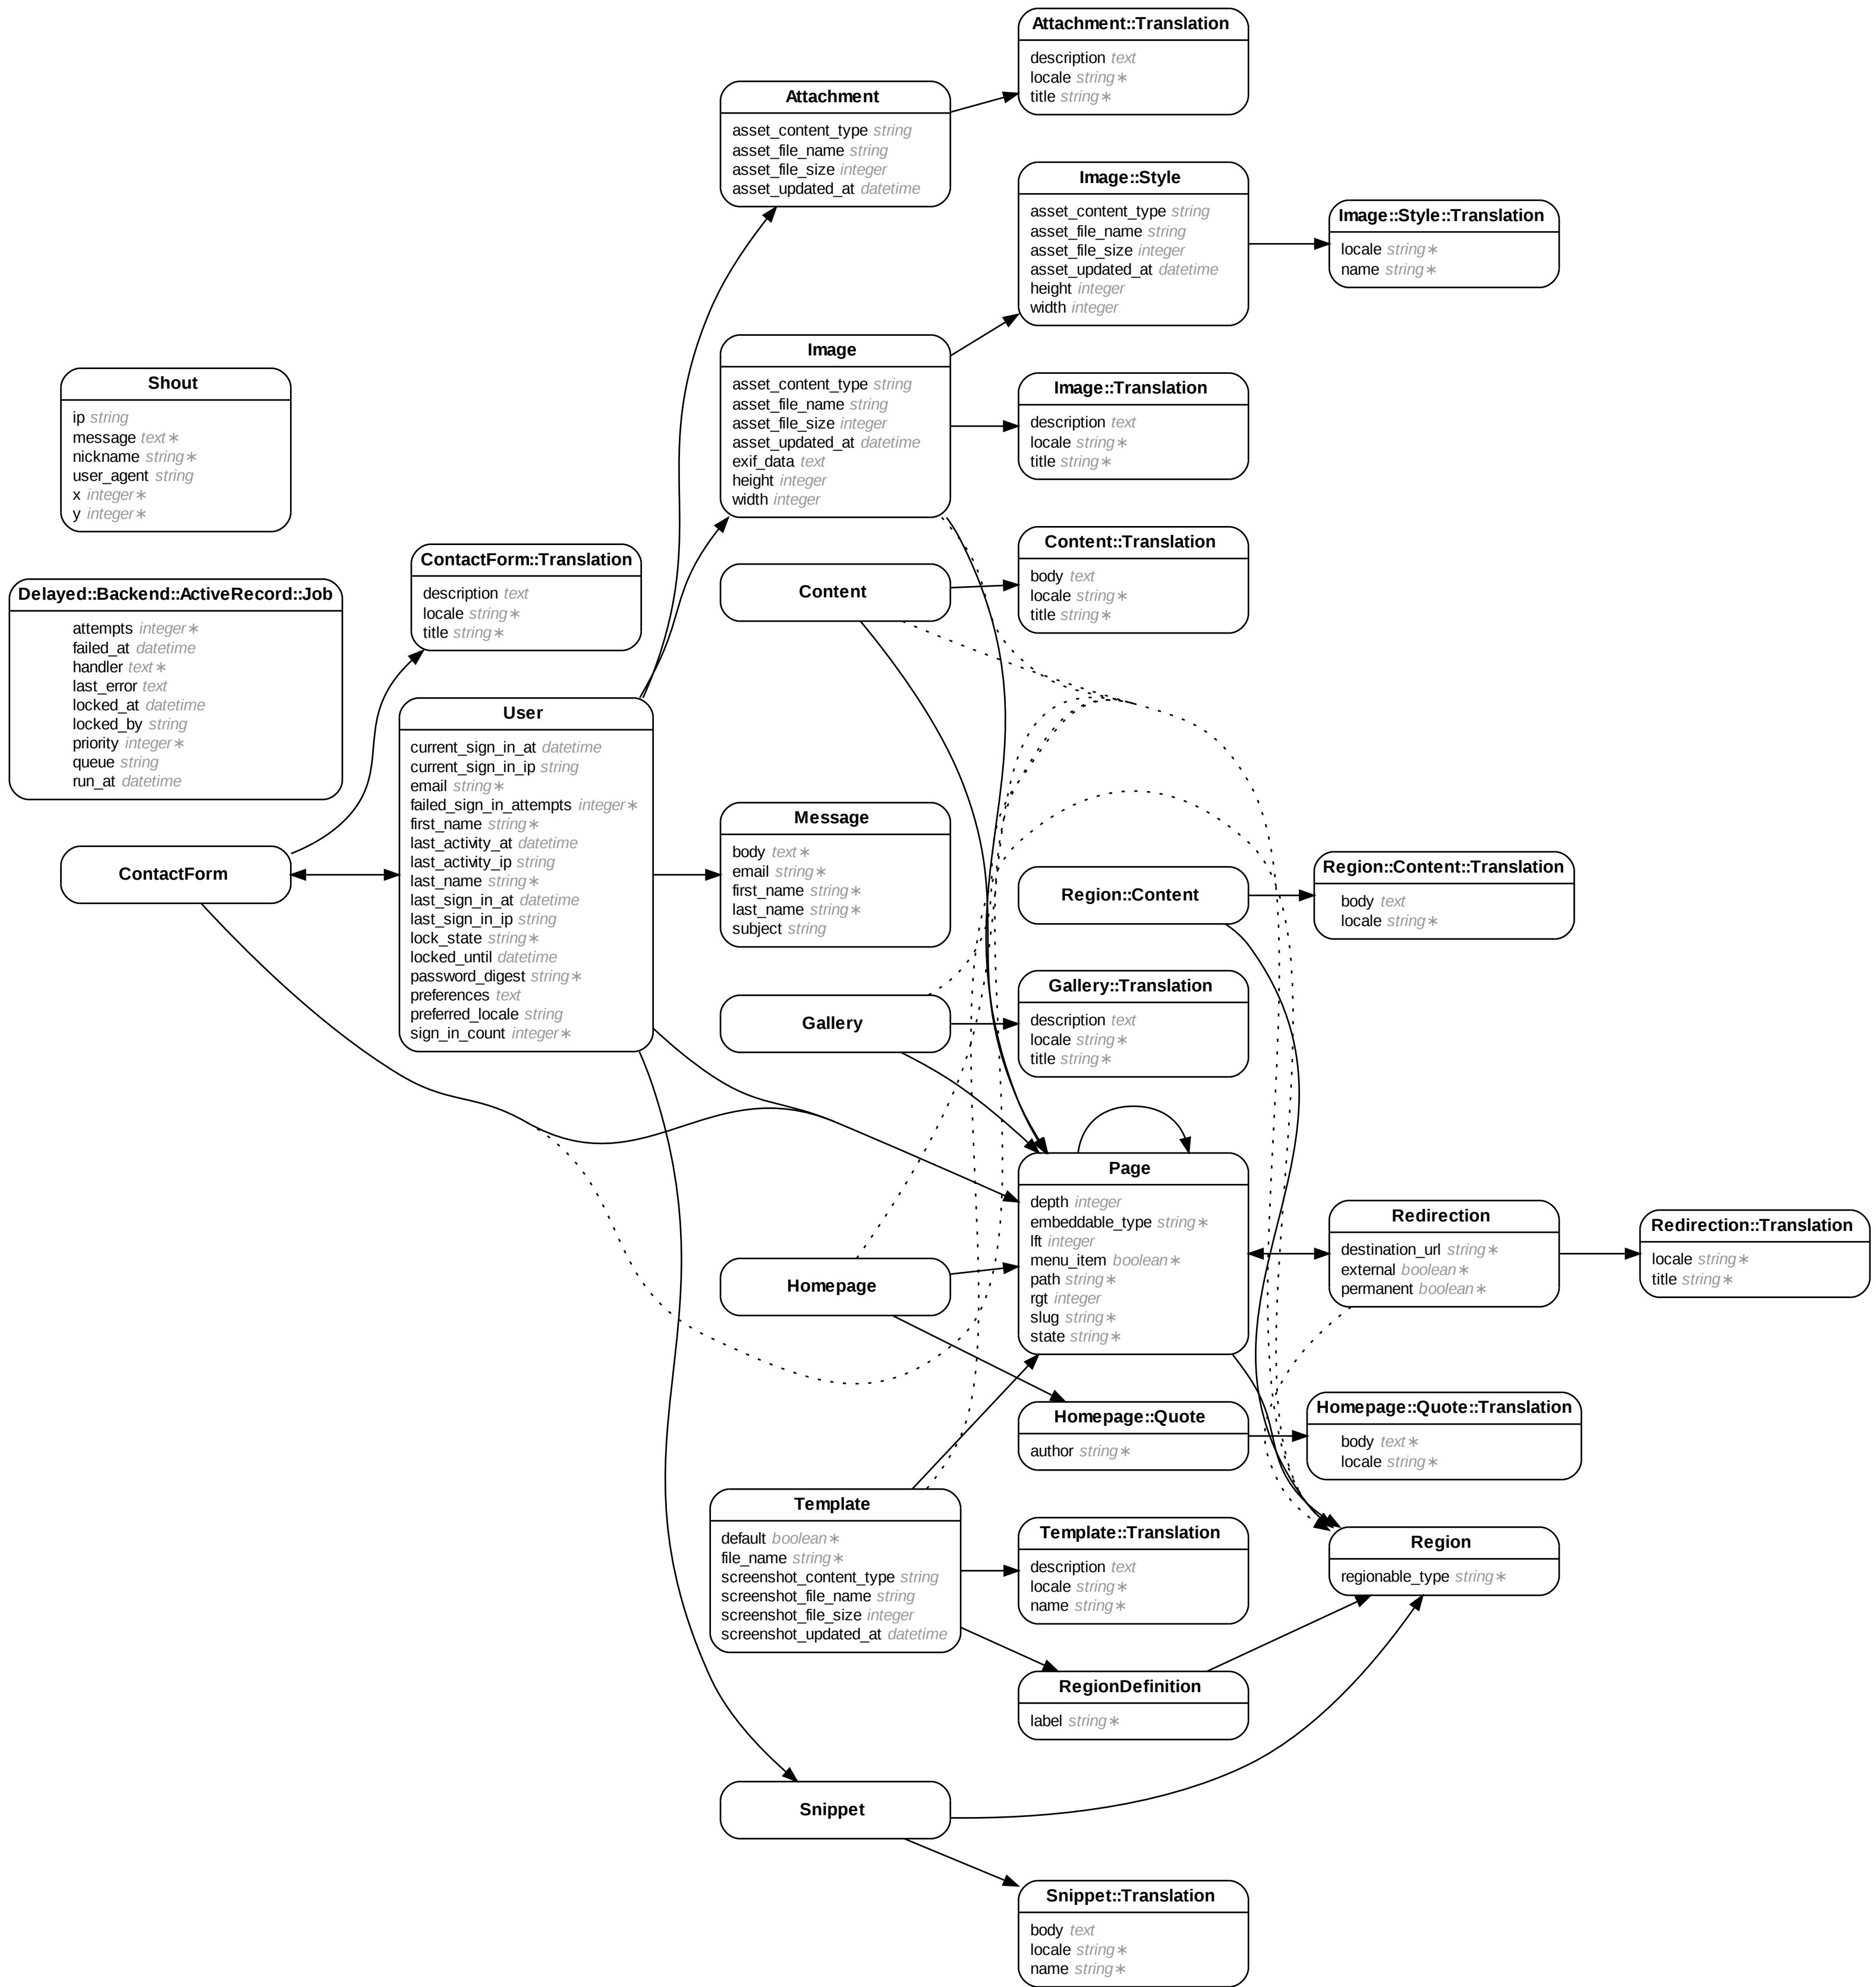 Attachment::Translation
description text
locale string∗
title string∗
Attachment
asset_content_type string
asset_file_name string
asset_file_size integer
asset_updated_at datetime
Image::Style
asset_content_type string
asset_file_name string
asset_file_size integer
asset_updated_at datetime
height integer
width integer
Image::Style::Translation
locale string∗
name string∗
Image
asset_content_type string
asset_file_name string
asset_file_size integer
asset_updated_at datetime
exif_data text
height integer
width integer
Shout
ip string
message text∗
nickname string∗
user_agent string
x integer∗
y integer∗
Image::Translation
description text
locale string∗
title string∗
Content::Translation
body text
locale string∗
title string∗
ContactForm::Translation
description text
locale string∗
title string∗
Content
Delayed::Backend::ActiveRecord::Job
attempts integer∗
failed_at datetime
handler text∗
last_error text
locked_at datetime
locked_by string
priority integer∗
queue string
run_at datetime
User
current_sign_in_at datetime
current_sign_in_ip string
email string∗
failed_sign_in_attempts integer∗
first_name string∗
last_activity_at datetime
last_activity_ip string
last_name string∗
last_sign_in_at datetime
last_sign_in_ip string
lock_state string∗
locked_until datetime
password_digest string∗
preferences text
preferred_locale string
sign_in_count integer∗
Message
body text∗
email string∗
first_name string∗
last_name string∗
subject string
ContactForm
Region::Content
Region::Content::Translation
body text
locale string∗
Gallery
Gallery::Translation
description text
locale string∗
title string∗
Page
depth integer
embeddable_type string∗
lft integer
menu_item boolean∗
path string∗
rgt integer
slug string∗
state string∗
Redirection
destination_url string∗
external boolean∗
permanent boolean∗
Redirection::Translation
locale string∗
title string∗
Homepage
Homepage::Quote
author string∗
Homepage::Quote::Translation
body text∗
locale string∗
Template
default boolean∗
file_name string∗
screenshot_content_type string
screenshot_file_name string
screenshot_file_size integer
screenshot_updated_at datetime
Template::Translation
description text
locale string∗
name string∗
Region
regionable_type string∗
RegionDefinition
label string∗
Snippet
Snippet::Translation
body text
locale string∗
name string∗